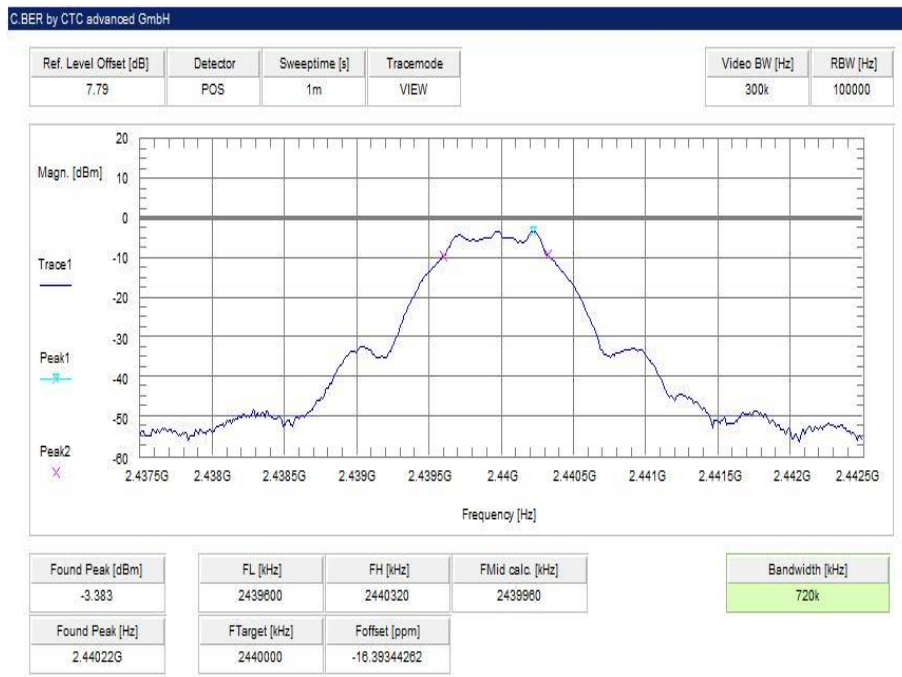 C.BER by CTC advanced GmbH
Ref. Level Offset [dB] Detector Sweeptime [s] Tracemode Video BW [Hz] RBW [Hz]
7.79 POS 1m VIEW 300k 100000
Magn. [dBm]
20
10
0
-10
-20
-30
-40
-50
-60
Trace1
Peak1
Peak2
2.4375G 2.438G 2.4385G 2.439G 2.4395G 2.44G 2.4405G 2.441G 2.4415G 2.442G 2.4425G
Frequency [Hz]
Found Peak [dBm] FL [kHz] FH [kHz] FMid calc. [kHz] Bandwidth [kHz]
-3.383 2439600 2440320 2439960 720k
Found Peak [Hz] FTarget [kHz] Foffset [ppm]
2.44022G 2440000 -16.39344262